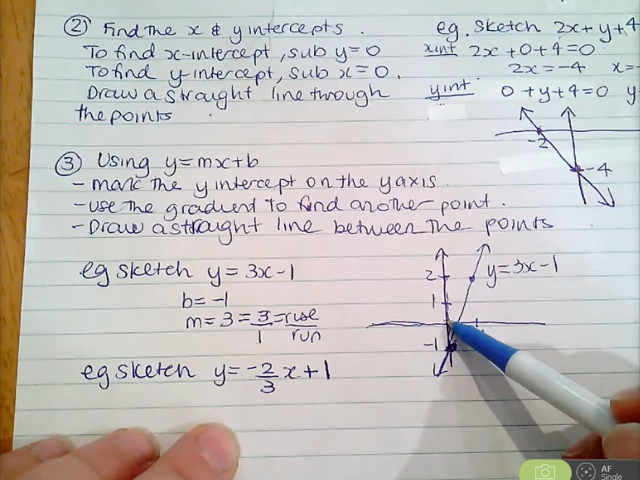 ② Find the x & y intercepts.
To find x-intercept, sub y=0
To find y-intercept, sub x=0.
Draw a straight line through
the points
eg. sketch 2x+y+4
xint 2x+0+4=0
2x=-4 x=-
yint 0+y+4=0 y
-2
-4
③ Using y=mx+b
- mark the y intercept on the y axis.
- use the gradient to find another point.
- Draw a straight line between the points
eg sketch y=3x-1
b=-1
m=3=3/1=rise/run
2
1
-1
y=3x-1
eg sketch y=-2/3x+1
AF
Single